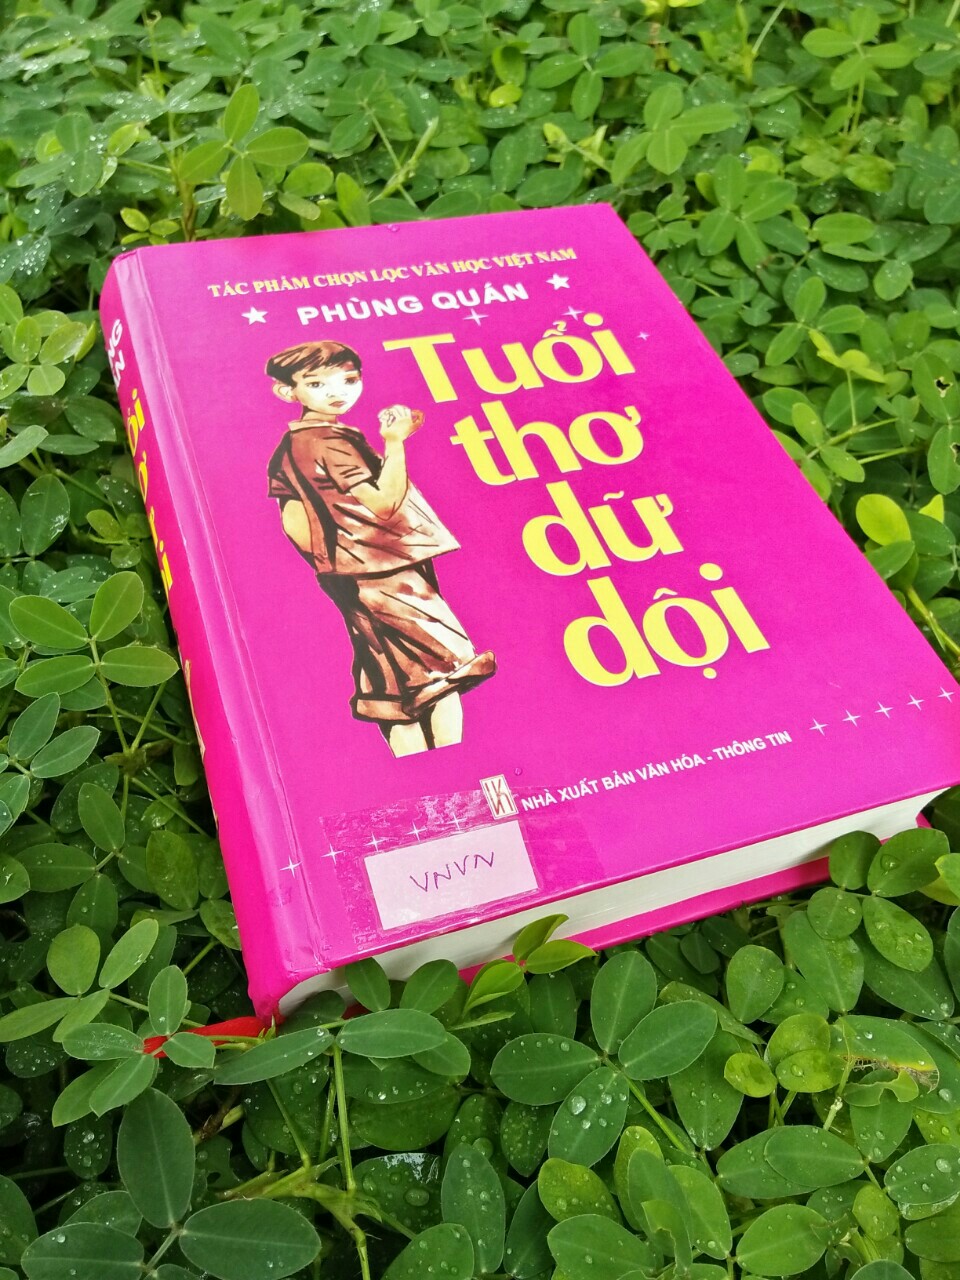 TÁC PHẨM CHỌN LỌC VĂN HỌC VIỆT NAM
PHÙNG QUÁN
Tuổi
thơ
dữ
dội
NHÀ XUẤT BẢN VĂN HÓA - THÔNG TIN
VNVN